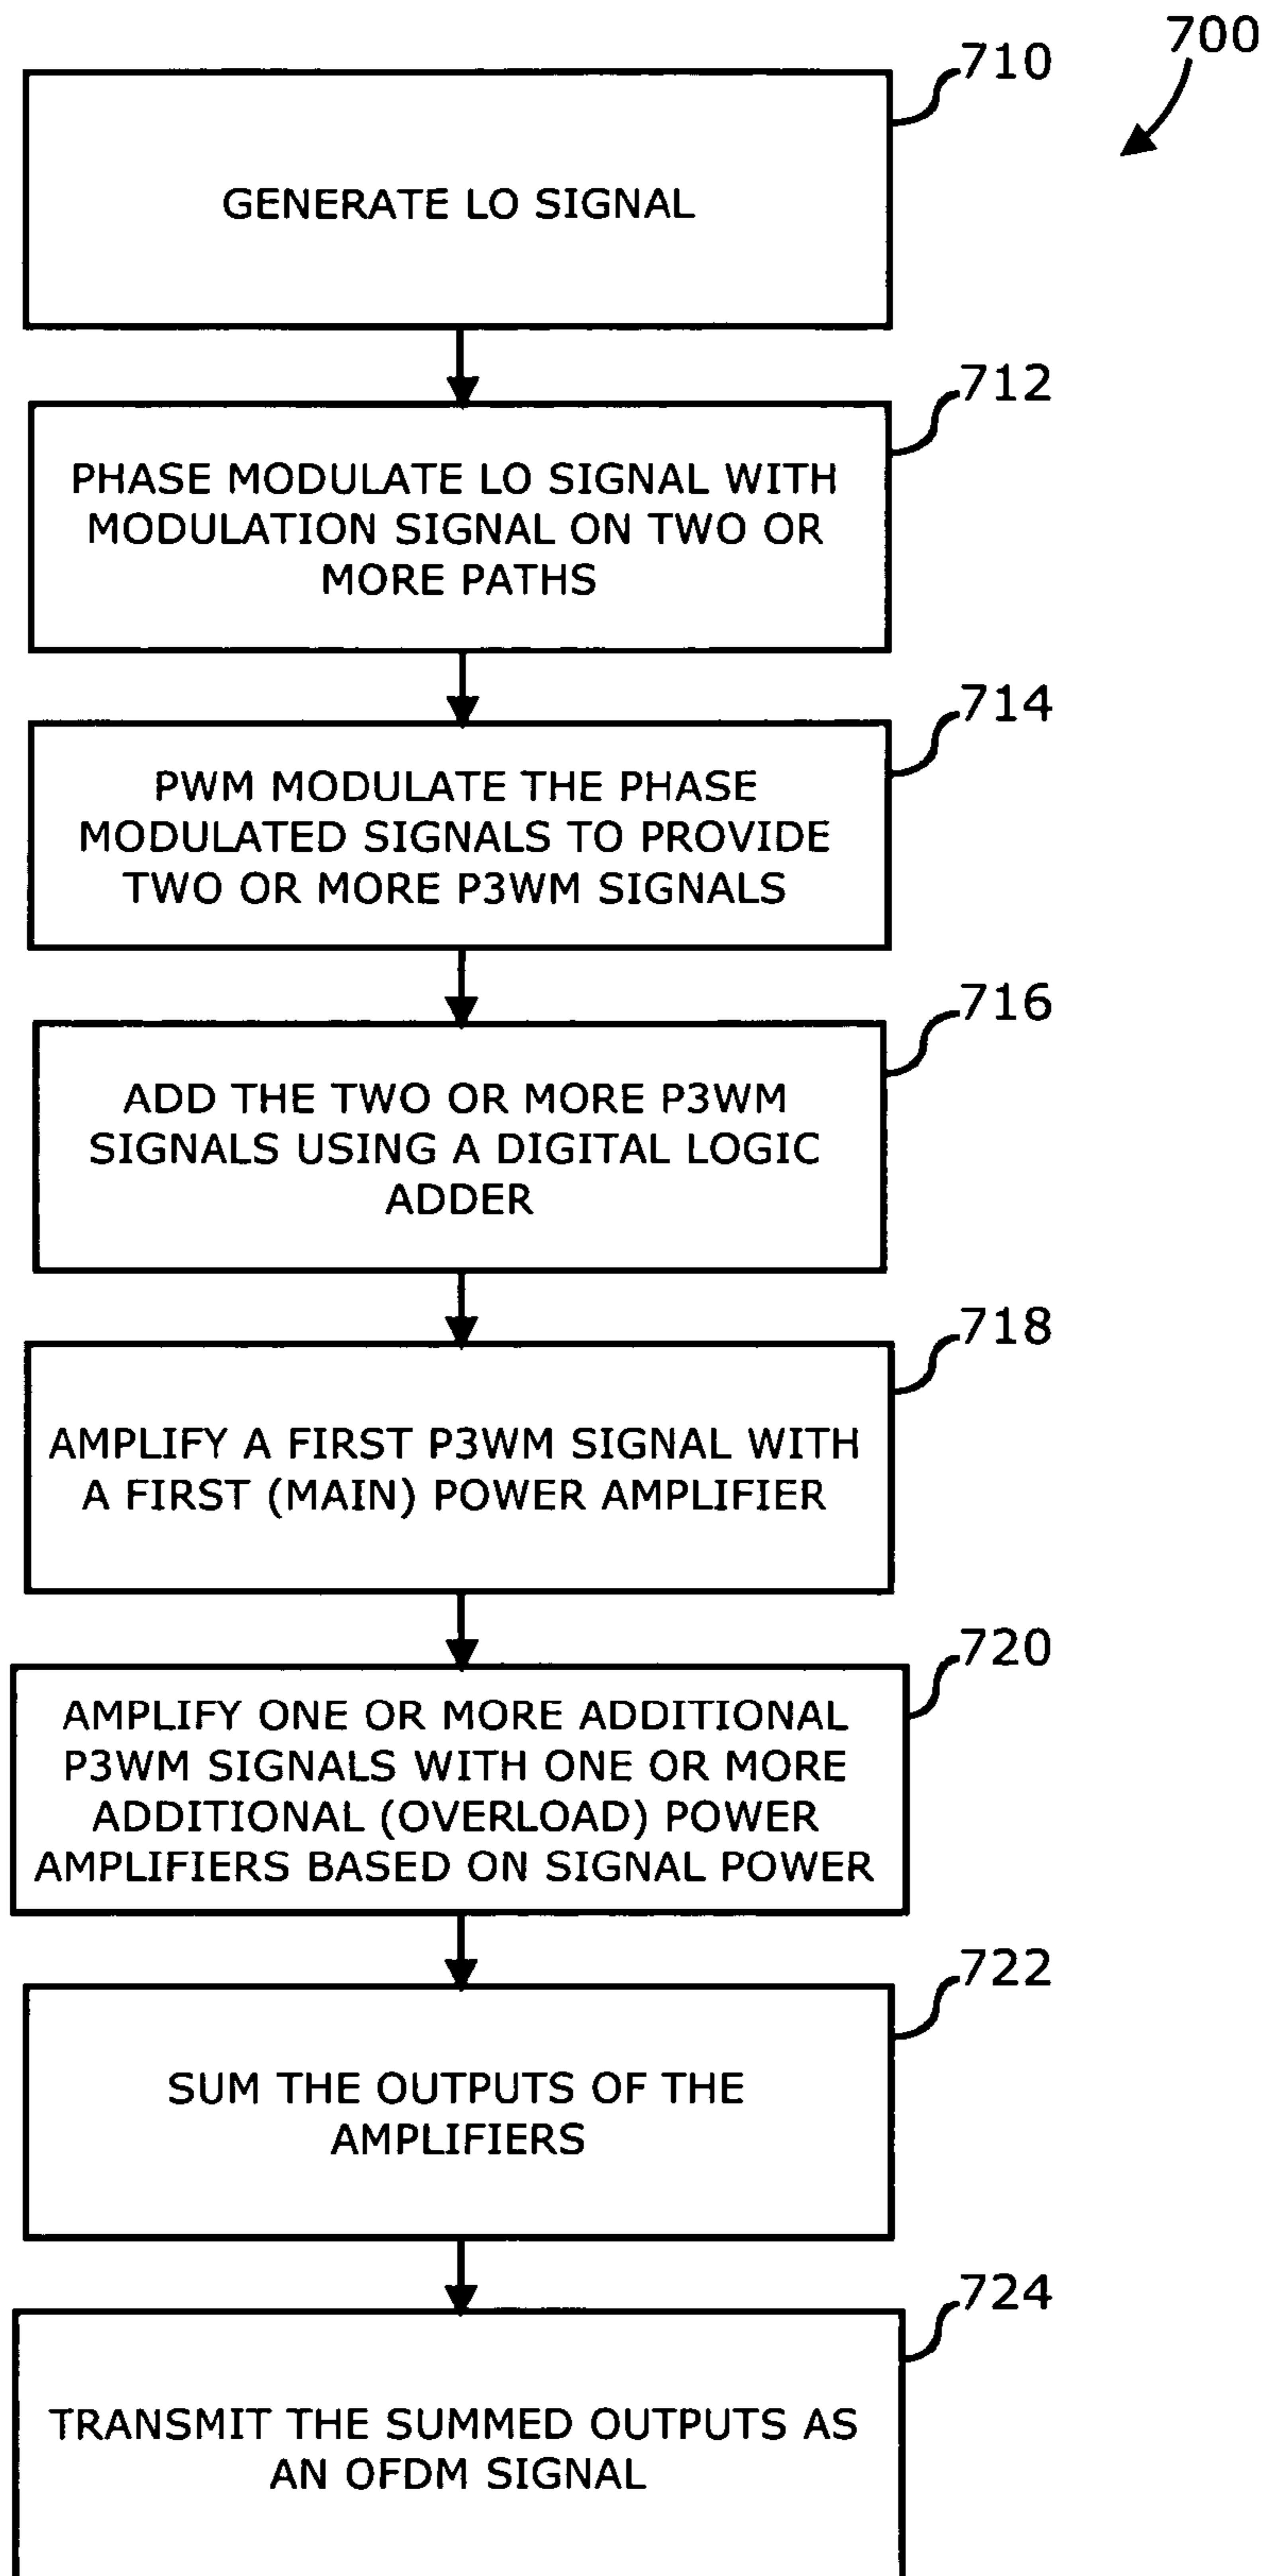 700
710
GENERATE LO SIGNAL
712
PHASE MODULATE LO SIGNAL WITH
MODULATION SIGNAL ON TWO OR
MORE PATHS
714
PWM MODULATE THE PHASE
MODULATED SIGNALS TO PROVIDE
TWO OR MORE P3WM SIGNALS
716
ADD THE TWO OR MORE P3WM
SIGNALS USING A DIGITAL LOGIC
ADDER
718
AMPLIFY A FIRST P3WM SIGNAL WITH
A FIRST (MAIN) POWER AMPLIFIER
720
AMPLIFY ONE OR MORE ADDITIONAL
P3WM SIGNALS WITH ONE OR MORE
ADDITIONAL (OVERLOAD) POWER
AMPLIFIERS BASED ON SIGNAL POWER
722
SUM THE OUTPUTS OF THE
AMPLIFIERS
724
TRANSMIT THE SUMMED OUTPUTS AS
AN OFDM SIGNAL